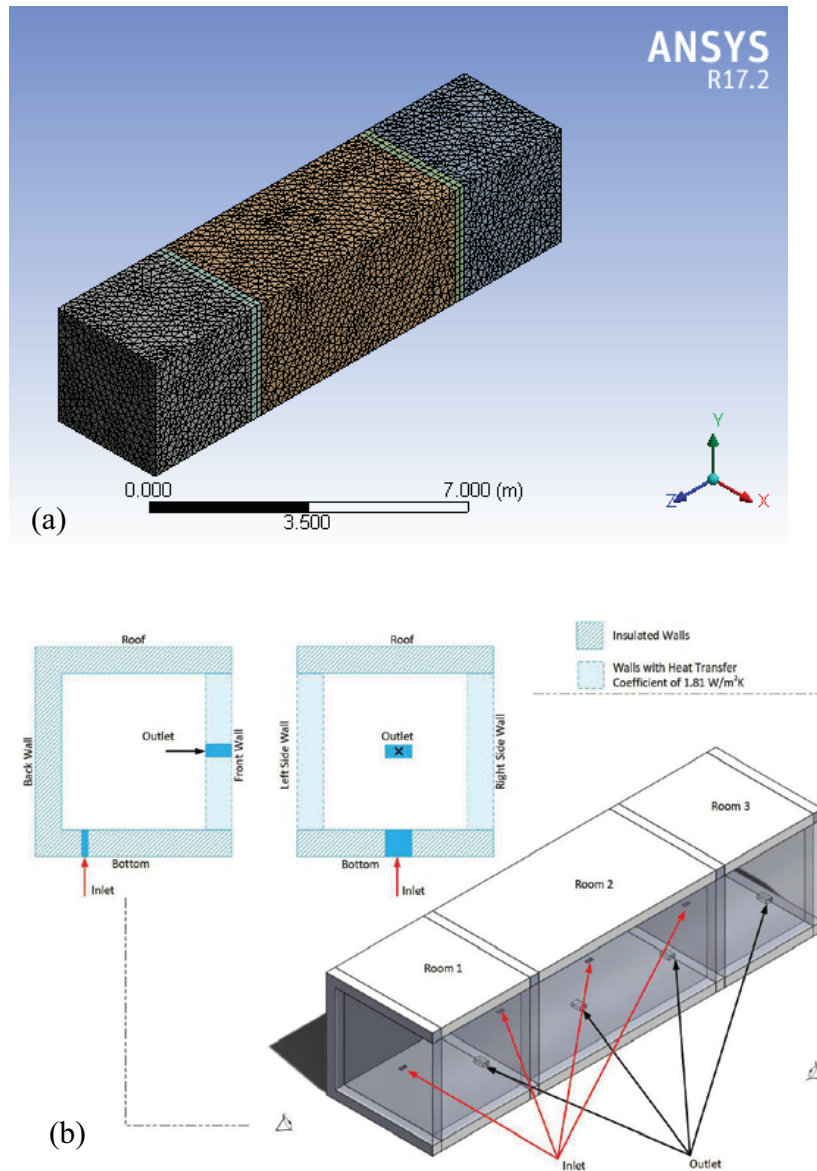 ANSYS
R17.2
Y
Z
X
0.000
7.000 (m)
3.500
(a)
Roof
Back Wall
Outlet
Front Wall
Bottom
Inlet
Roof
Left Side Wall
Outlet
Right Side Wall
Bottom
Inlet
Insulated Walls
Walls with Heat Transfer
Coefficient of 1.81 W/m²K
Room 3
Room 2
Room 1
(b)
Inlet
Outlet